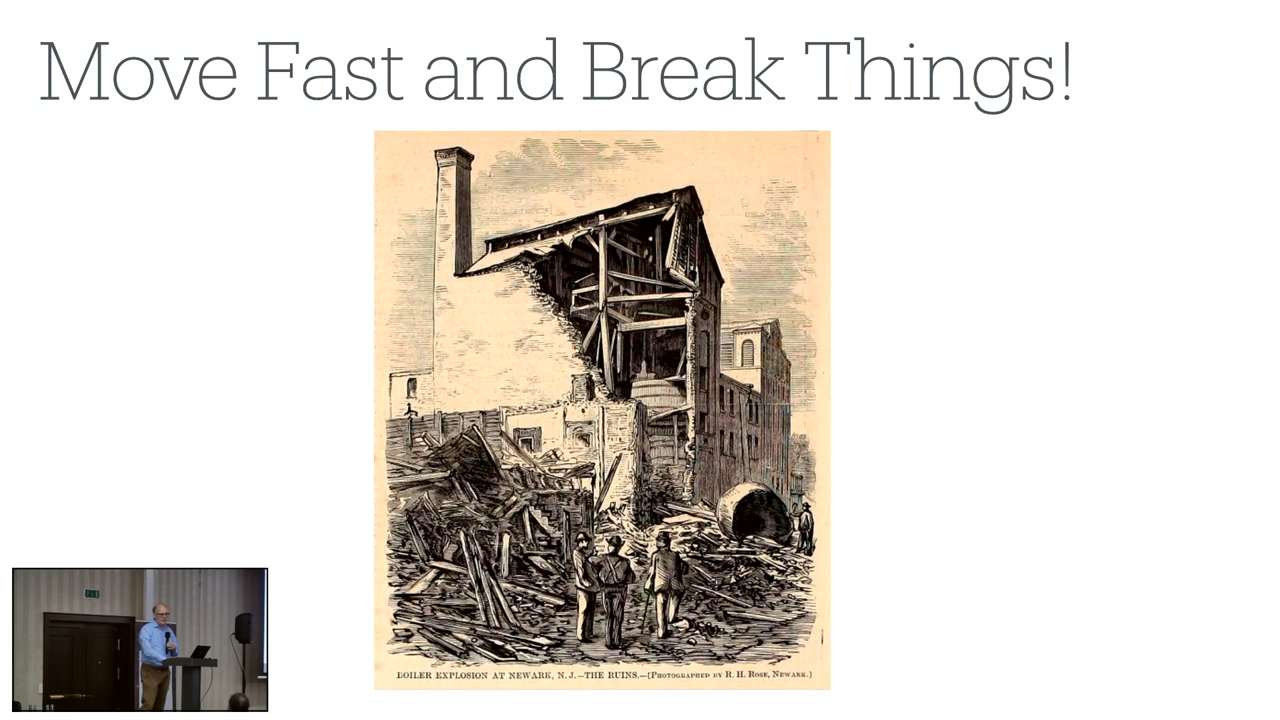 Move Fast and Break Things!
BOILER EXPLOSION AT NEWARK, N. J.—THE RUINS.—[Photographed by R. H. Rose, Newark.]